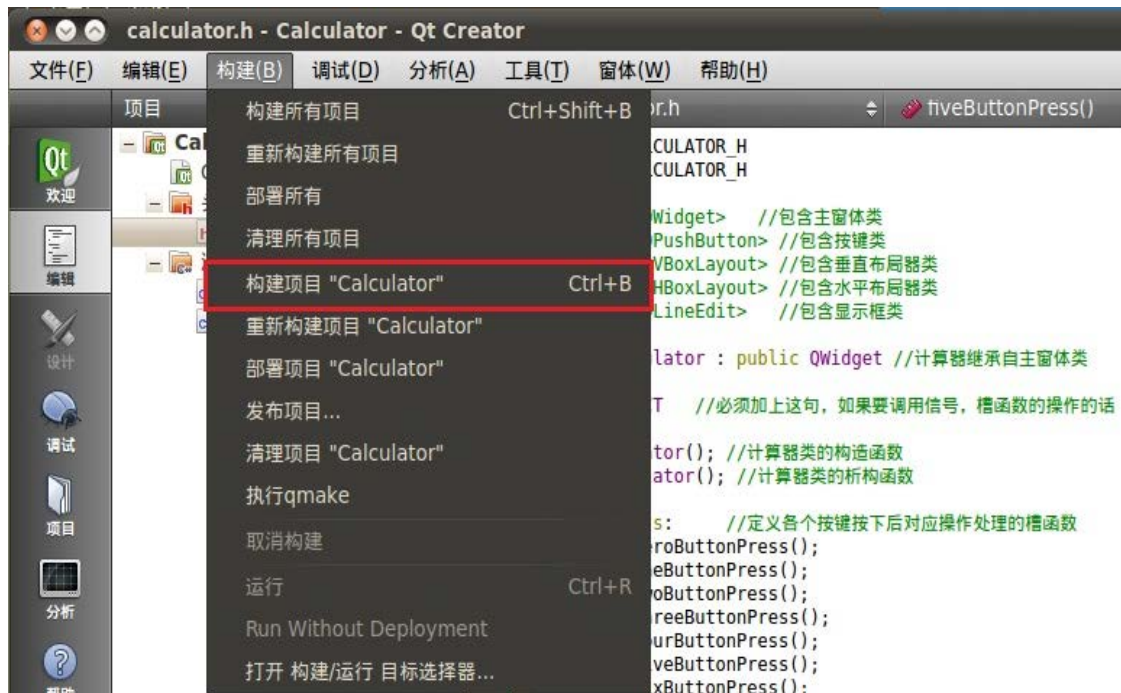 calculator.h - Calculator - Qt Creator
文件(F) 编辑(E) 构建(B) 调试(D) 分析(A) 工具(T) 窗体(W) 帮助(H)
项目
or.h fiveButtonPress()
欢迎
编辑
设计
调试
项目
分析
帮助
Cal
构建所有项目 Ctrl+Shift+B
重新构建所有项目
部署所有
清理所有项目
构建项目 "Calculator" Ctrl+B
重新构建项目 "Calculator"
部署项目 "Calculator"
发布项目...
清理项目 "Calculator"
执行qmake
取消构建
运行 Ctrl+R
Run Without Deployment
打开 构建/运行 目标选择器...
CULATOR_H
CULATOR_H
Widget> //包含主窗体类
PushButton> //包含按键类
VBoxLayout> //包含垂直布局器类
HBoxLayout> //包含水平布局器类
LineEdit> //包含显示框类
lator : public QWidget //计算器继承自主窗体类
T //必须加上这句，如果要调用信号，槽函数的操作的话
tor(); //计算器类的构造函数
ator(); //计算器类的析构函数
s: //定义各个按键按下后对应操作处理的槽函数
roButtonPress();
eButtonPress();
oButtonPress();
reeButtonPress();
urButtonPress();
veButtonPress();
xButtonPress();